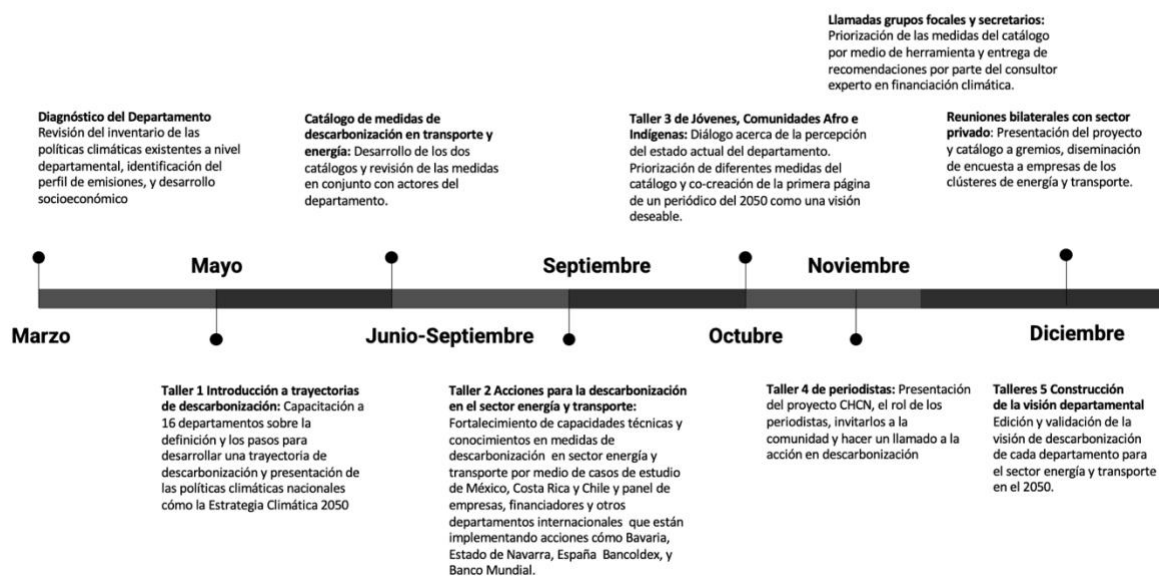 Llamadas grupos focales y secretarios:
Priorización de las medidas del catálogo
por medio de herramienta y entrega de
recomendaciones por parte del consultor
experto en financiación climática.
Diagnóstico del Departamento
Revisión del inventario de las
políticas climáticas existentes a nivel
departamental, identificación del
perfil de emisiones, y desarrollo
socioeconómico
Catálogo de medidas de
descarbonización en transporte y
energía: Desarrollo de los dos
catálogos y revisión de las medidas
en conjunto con actores del
departamento.
Taller 3 de Jóvenes, Comunidades Afro e
Indígenas: Diálogo acerca de la percepción
del estado actual del departamento.
Priorización de diferentes medidas del
catálogo y co-creación de la primera página
de un periódico del 2050 como una visión
deseable.
Reuniones bilaterales con sector
privado: Presentación del proyecto
y catálogo a gremios, diseminación
de encuesta a empresas de los
clústeres de energía y transporte.
Mayo
Septiembre
Noviembre
Marzo
Junio-Septiembre
Octubre
Diciembre
Taller 1 Introducción a trayectorias
de descarbonización: Capacitación a
16 departamentos sobre la
definición y los pasos para
desarrollar una trayectoria de
descarbonización y presentación de
las políticas climáticas nacionales
cómo la Estrategia Climática 2050
Taller 2 Acciones para la descarbonización
en el sector energía y transporte:
Fortalecimiento de capacidades técnicas y
conocimientos en medidas de
descarbonización en sector energía y
transporte por medio de casos de estudio
de México, Costa Rica y Chile y panel de
empresas, financiadores y otros
departamentos internacionales que están
implementando acciones cómo Bavaria,
Estado de Navarra, España Bancoldex, y
Banco Mundial.
Taller 4 de periodistas: Presentación
del proyecto CHCN, el rol de los
periodistas, invitarlos a la
comunidad y hacer un llamado a la
acción en descarbonización
Talleres 5 Construcción
de la visión departamental
Edición y validación de la
visión de descarbonización
de cada departamento para
el sector energía y transporte
en el 2050.